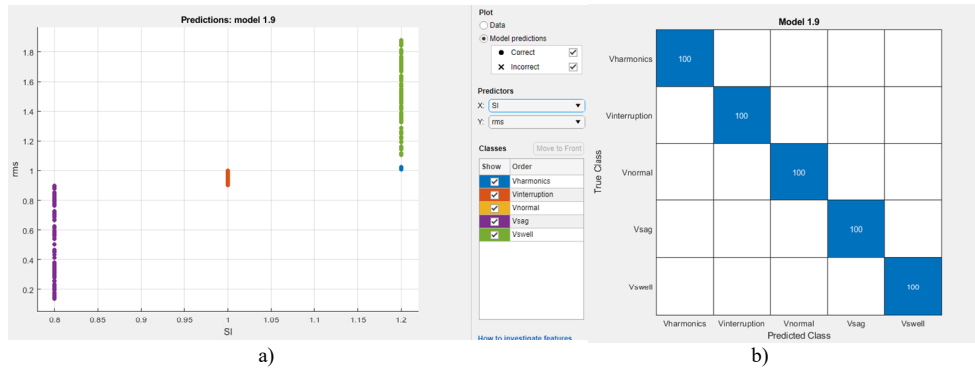 Predictions: model 1.9
rms
1.8
1.6
1.4
1.2
1
0.8
0.6
0.4
0.2
0.8 0.85 0.9 0.95 1 1.05 1.1 1.15 1.2
SI
Plot
Data
Model predictions
Correct
Incorrect
Predictors
X: SI
Y: rms
Classes Move to Front
Show Order
Vharmonics
Vinterruption
Vnormal
Vsag
Vswell
How to investigate features
a)
Model 1.9
True Class
Vharmonics 100
Vinterruption 100
Vnormal 100
Vsag 100
Vswell 100
Vharmonics Vinterruption Vnormal Vsag Vswell
Predicted Class
b)